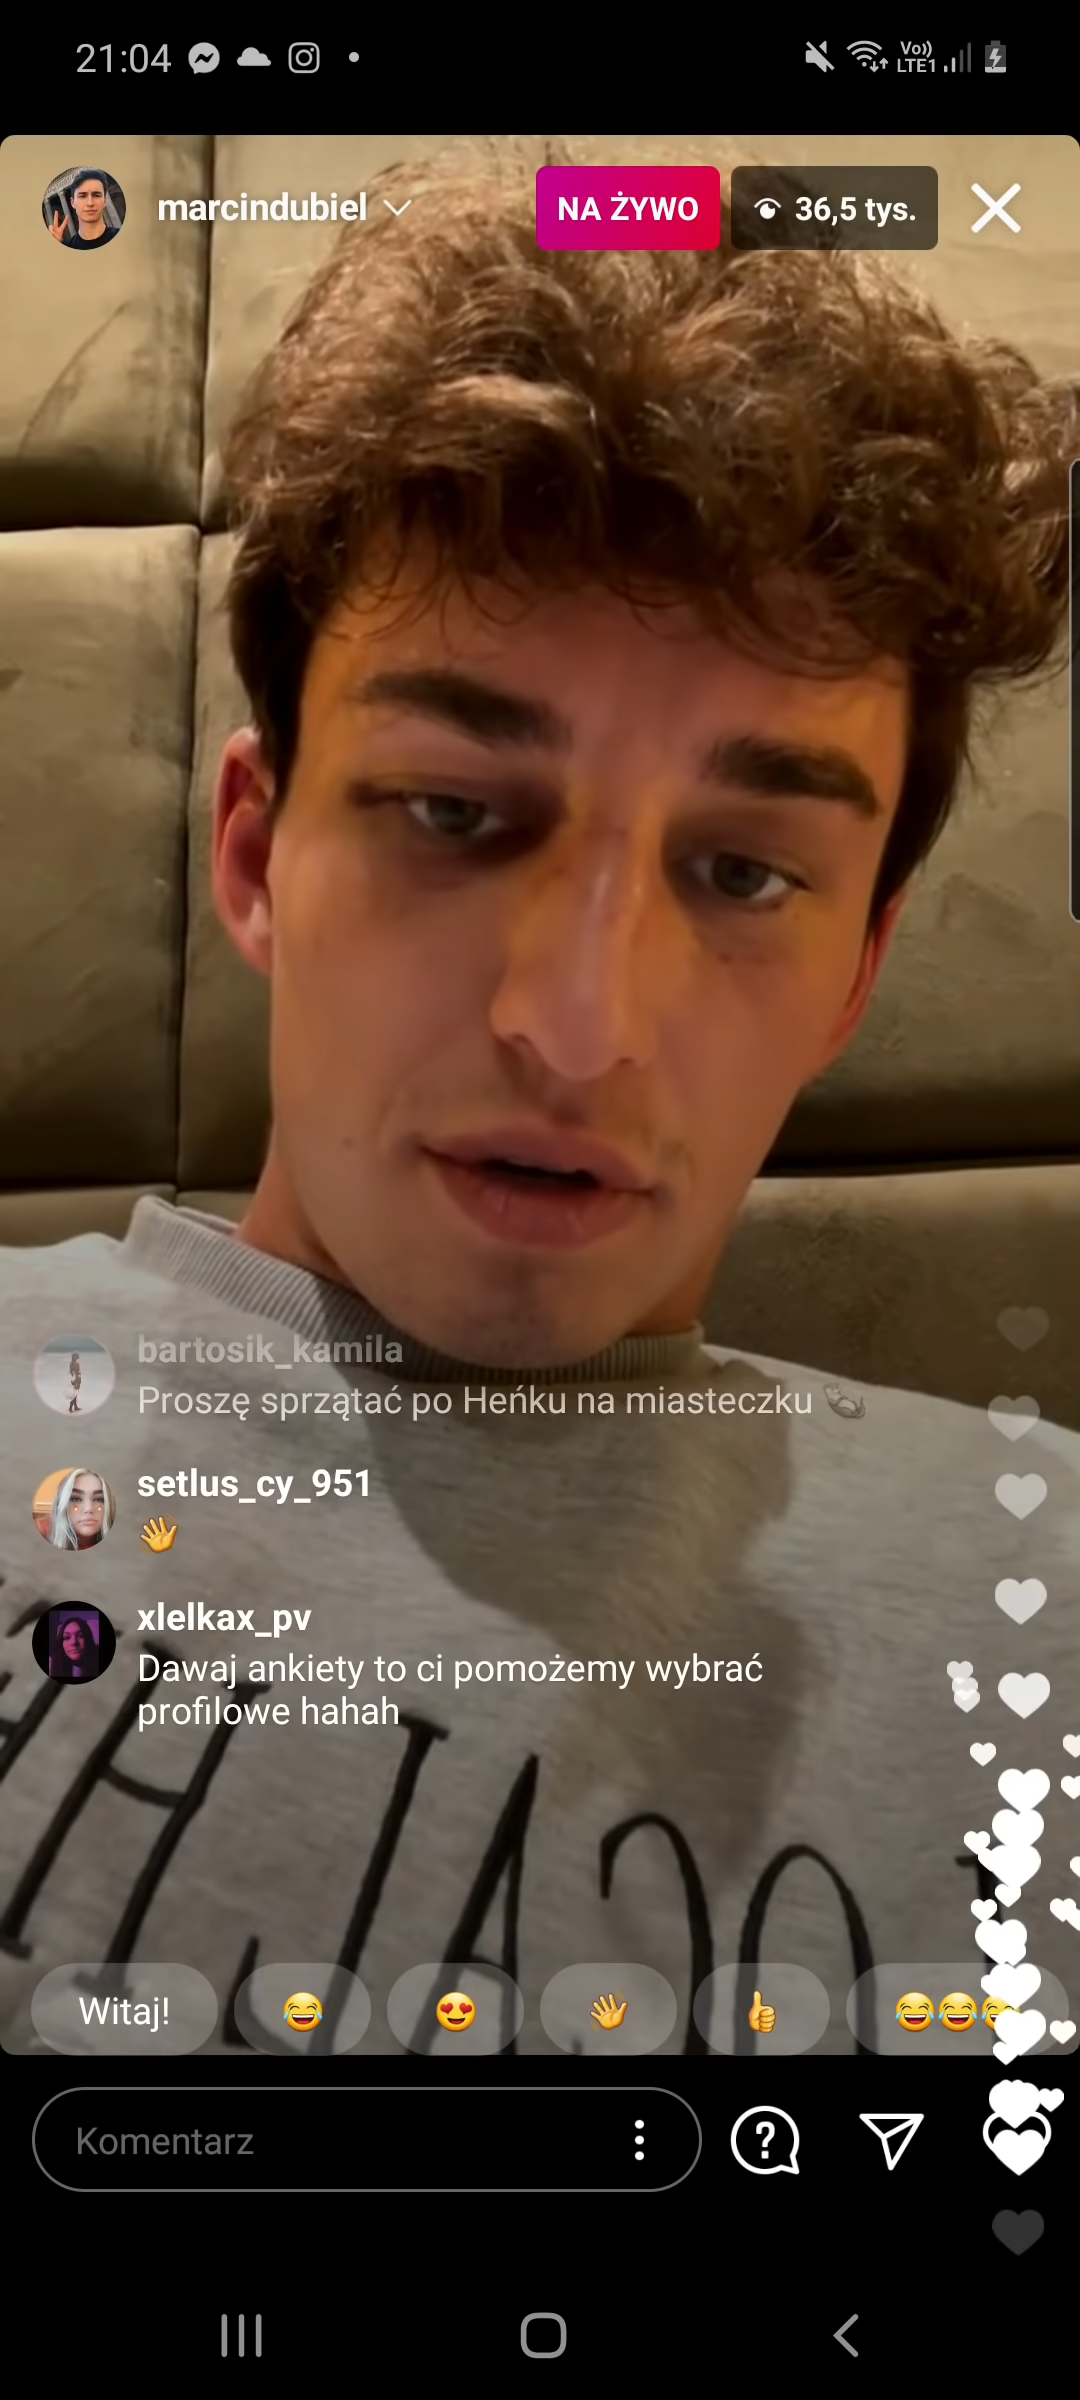 21:04
Vo))
LTE1
marcindubiel
NA ŻYWO
36,5 tys.
bartosik_kamila
Proszę sprzątać po Heńku na miasteczku
setlus_cy_951
👋
xlelkax_pv
Dawaj ankiety to ci pomożemy wybrać
profilowe hahah
Witaj! 😂 😍 👋 👍 😂😂😂
Komentarz